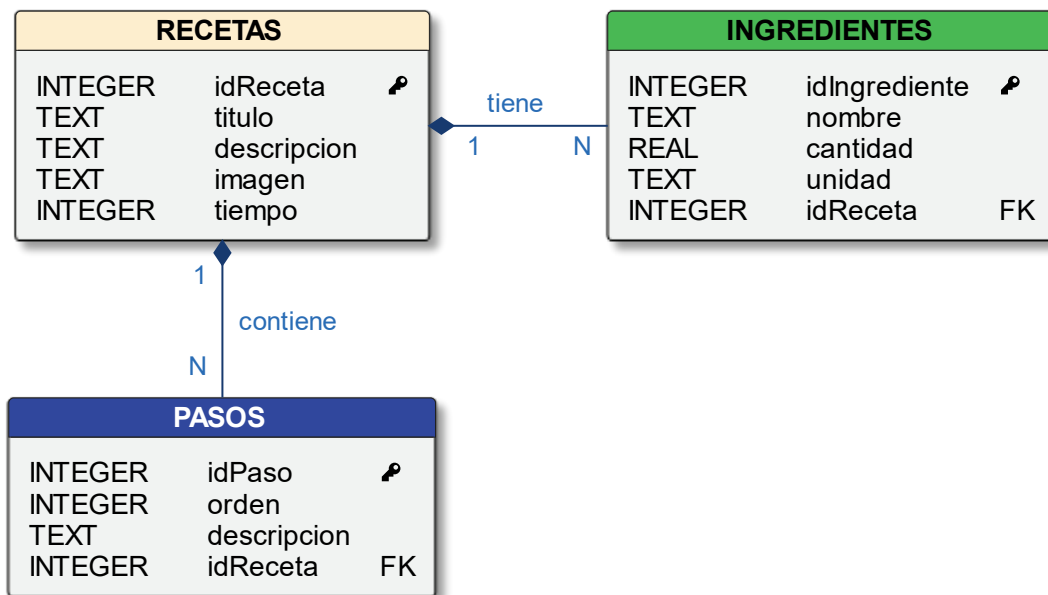 RECETAS
INTEGER idReceta
TEXT titulo
TEXT descripcion
TEXT imagen
INTEGER tiempo
tiene
1 N
INGREDIENTES
INTEGER idIngrediente
TEXT nombre
REAL cantidad
TEXT unidad
INTEGER idReceta FK
1
contiene
N
PASOS
INTEGER idPaso
INTEGER orden
TEXT descripcion
INTEGER idReceta FK